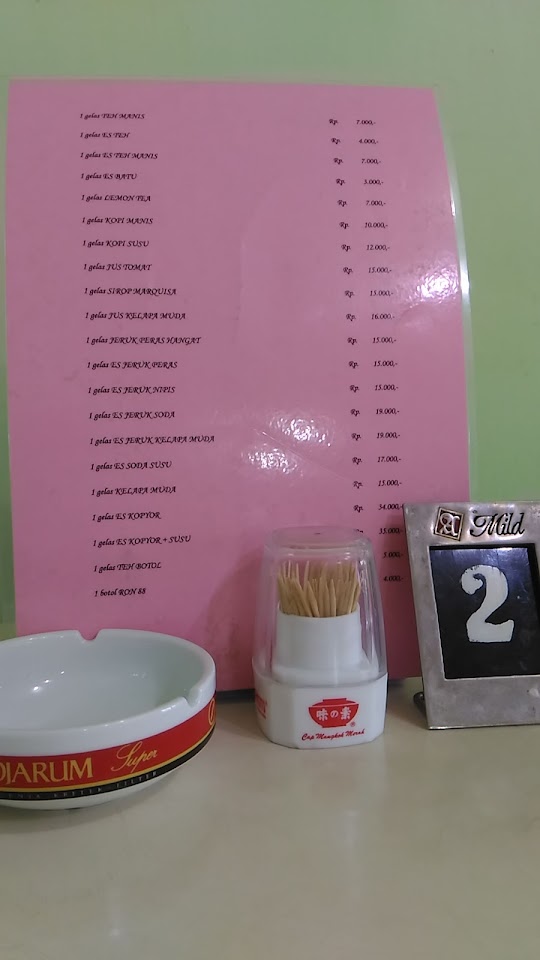 1 gelas TEH MANIS Rp. 7.000,-
1 gelas ES TEH Rp. 4.000,-
1 gelas ES TEH MANIS Rp. 7.000,-
1 gelas ES BATU Rp. 3.000,-
1 gelas LEMON TEA Rp. 7.000,-
1 gelas KOPI MANIS Rp. 10.000,-
1 gelas KOPI SUSU Rp. 12.000,-
1 gelas JUS TOMAT Rp. 15.000,-
1 gelas SIROP MARQUISA Rp. 15.000,-
1 gelas JUS KELAPA MUDA Rp. 16.000,-
1 gelas JERUK PERAS HANGAT Rp. 15.000,-
1 gelas ES JERUK PERAS Rp. 15.000,-
1 gelas ES JERUK NIPIS Rp. 15.000,-
1 gelas ES JERUK SODA Rp. 19.000,-
1 gelas ES JERUK KELAPA MUDA Rp. 19.000,-
1 gelas ES SODA SUSU Rp. 17.000,-
1 gelas KELAPA MUDA Rp. 15.000,-
1 gelas ES KOPYOR Rp. 34.000,-
1 gelas ES KOPYOR + SUSU 35.000,-
1 gelas TEH BOTOL 5.000,-
1 botol RON 88 4.000,-
A Mild
2
味の素
Cap Mangkok Merah
DJARUM Super